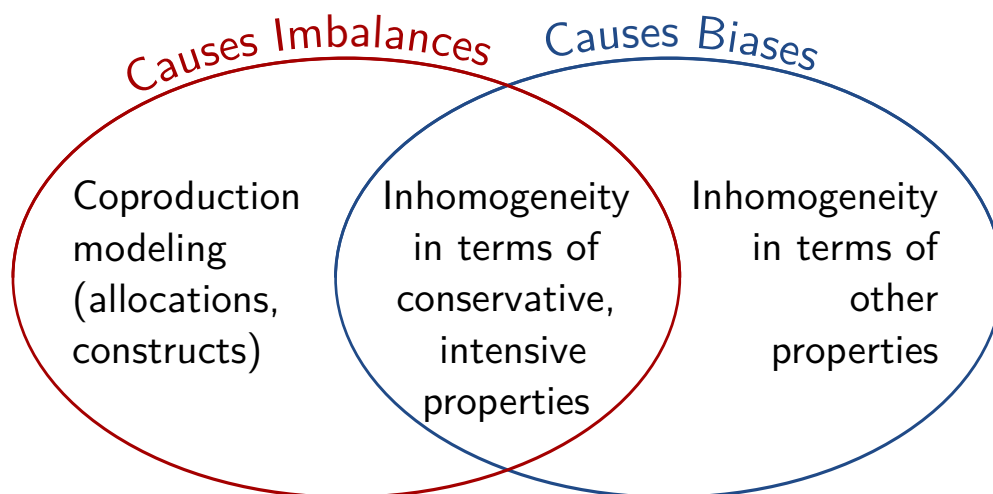 Causes Imbalances
Causes Biases
Coproduction
modeling
(allocations,
constructs)
Inhomogeneity
in terms of
conservative,
intensive
properties
Inhomogeneity
in terms of
other
properties